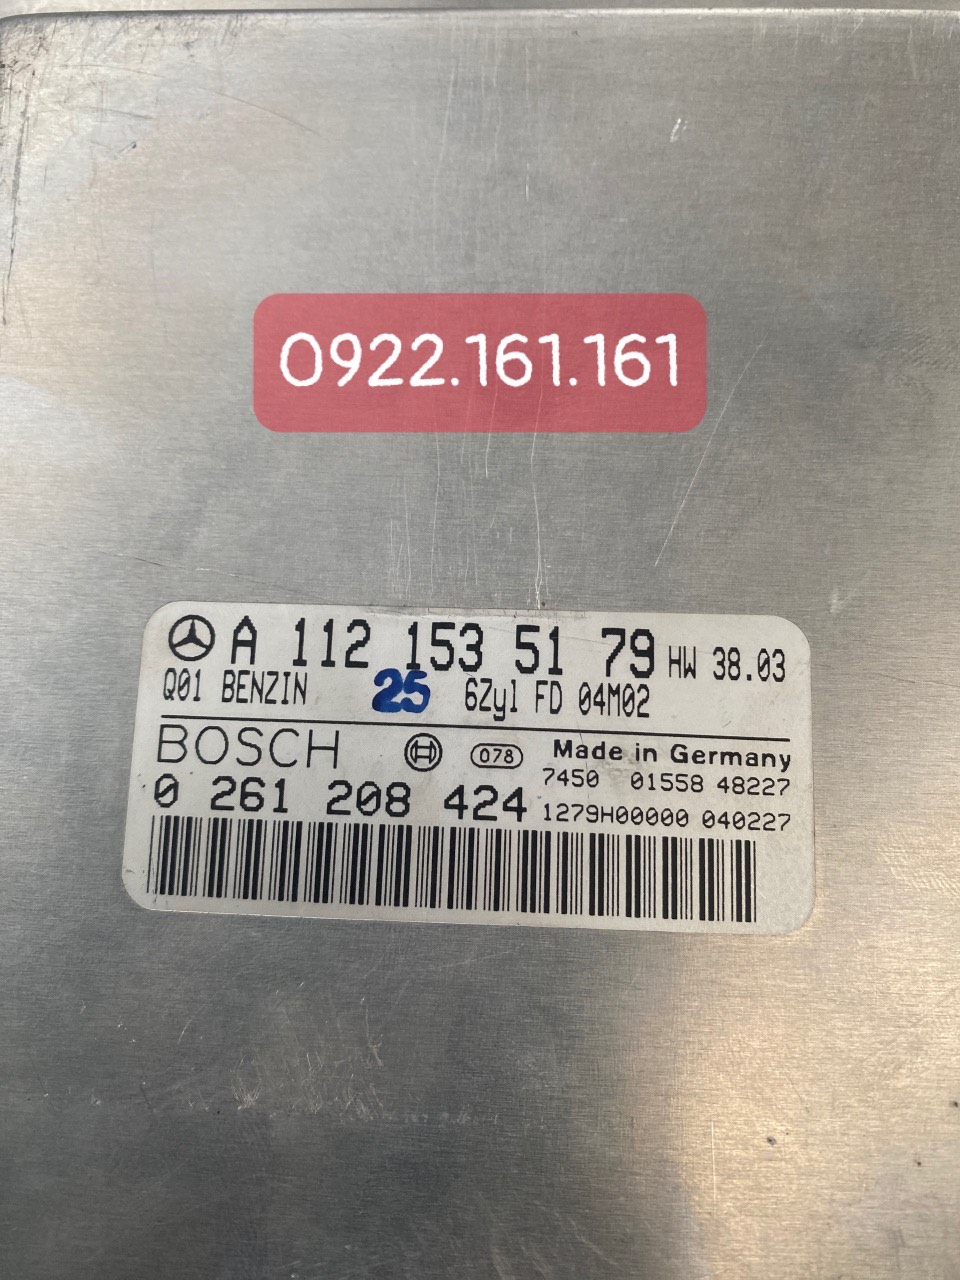 0922.161.161
A 112 153 51 79 HW 38.03
Q01 BENZIN 25 6Zyl FD 04M02
BOSCH 078 Made in Germany
7450 01558 48227
0 261 208 424 1279H00000 040227